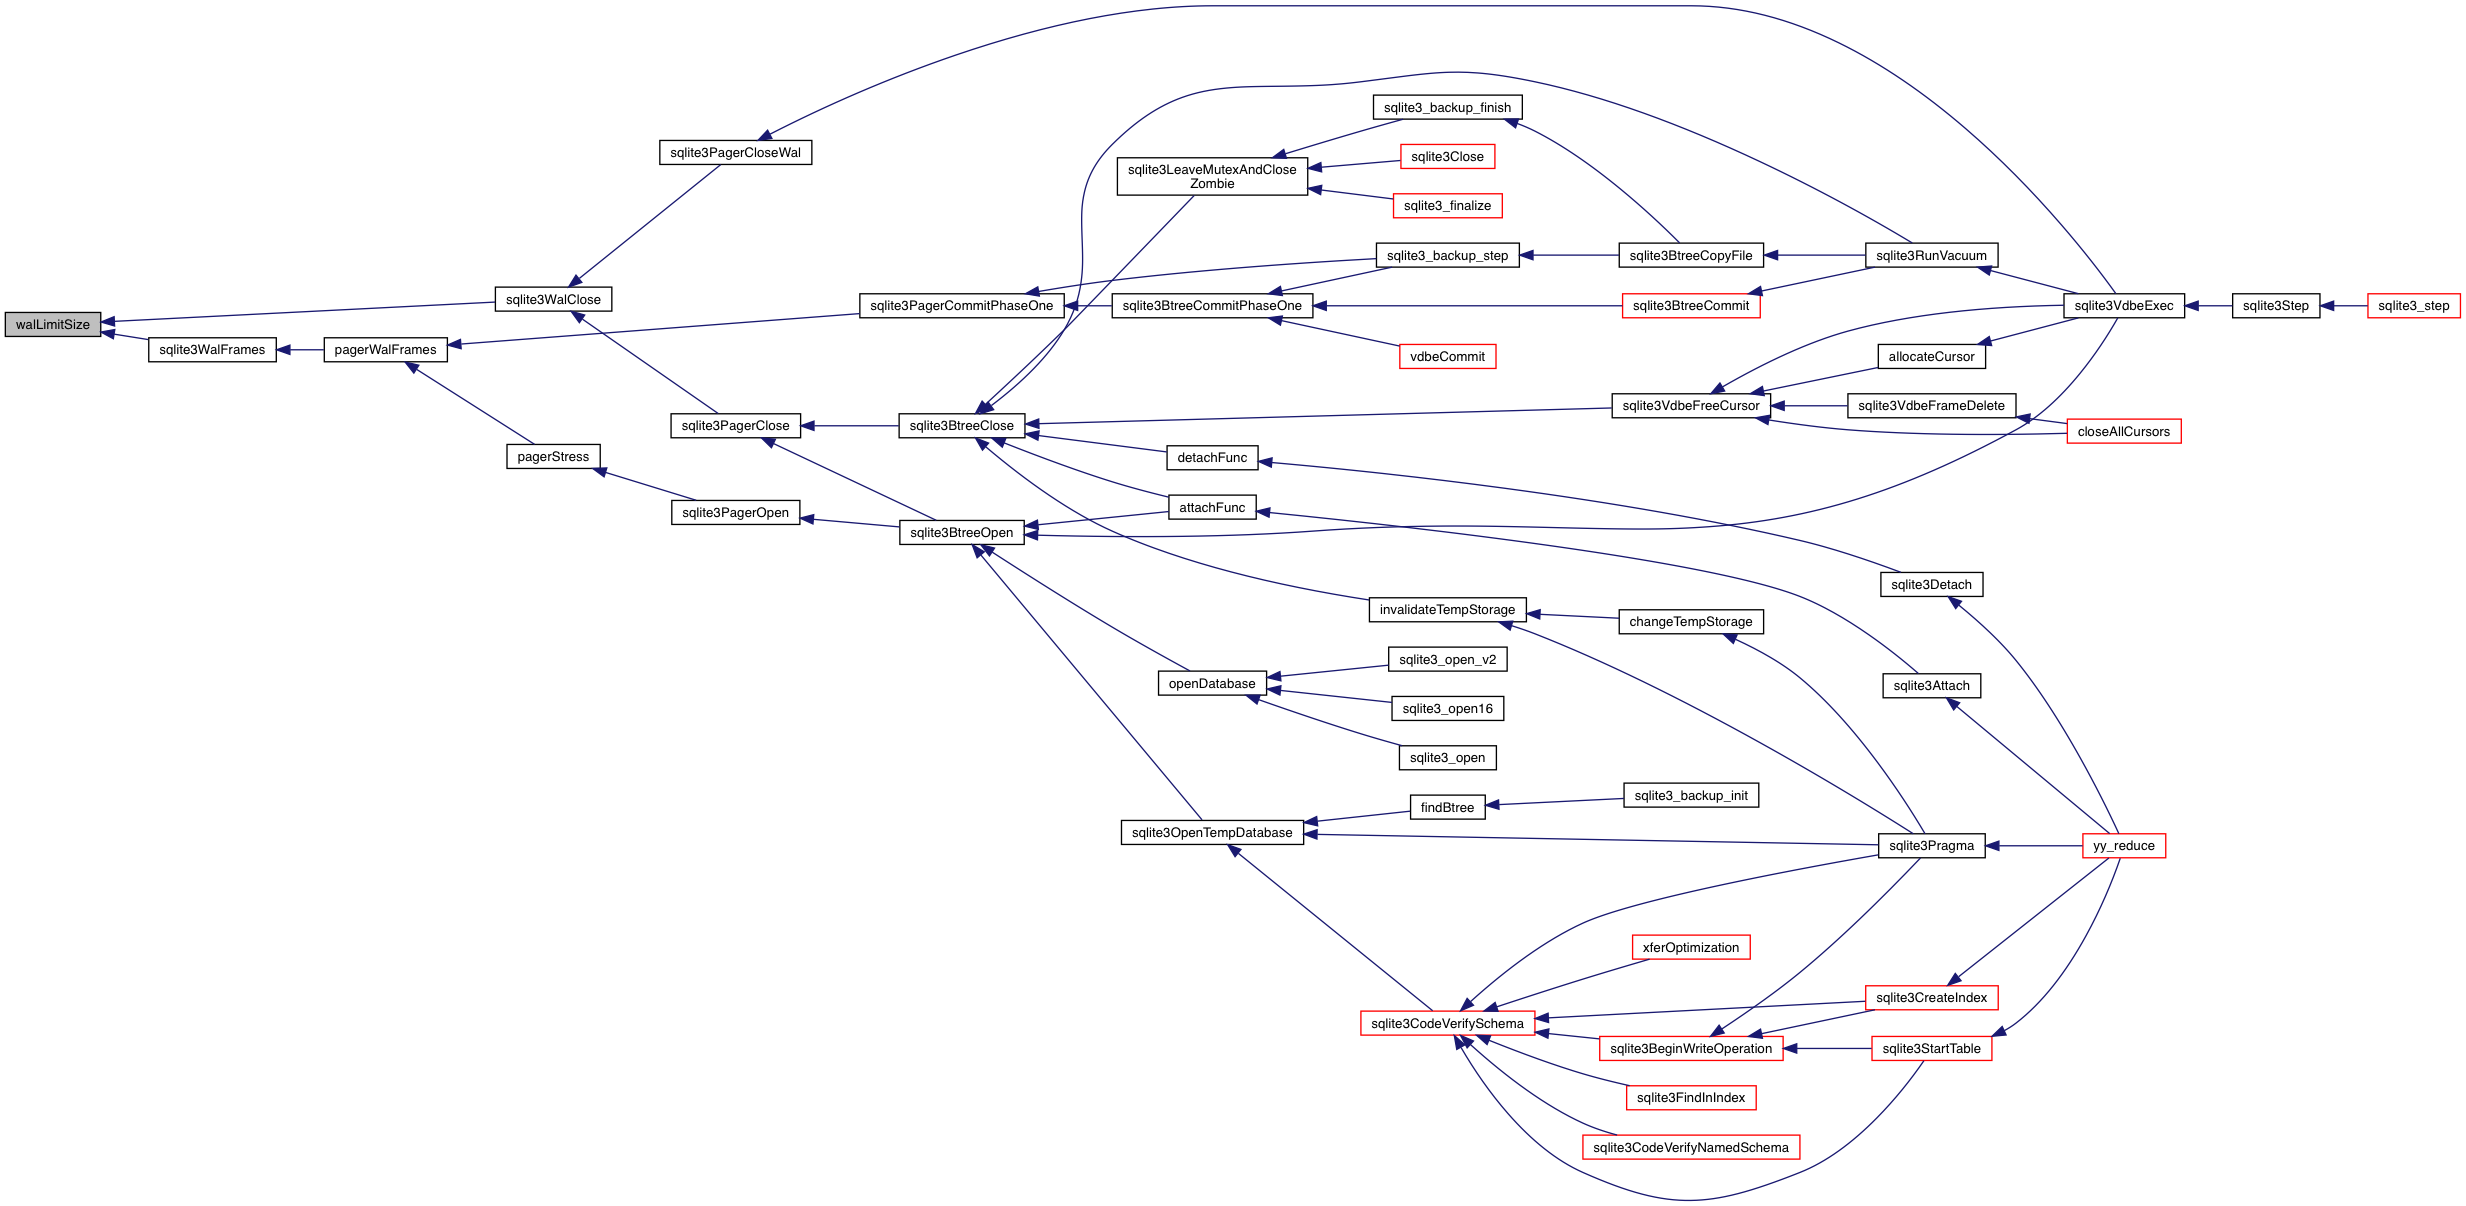 walLimitSize
sqlite3WalClose
sqlite3WalFrames
pagerWalFrames
pagerStress
sqlite3PagerCloseWal
sqlite3PagerClose
sqlite3PagerOpen
sqlite3PagerCommitPhaseOne
sqlite3BtreeClose
sqlite3BtreeOpen
sqlite3LeaveMutexAndClose
Zombie
sqlite3BtreeCommitPhaseOne
detachFunc
attachFunc
openDatabase
sqlite3OpenTempDatabase
sqlite3_backup_finish
sqlite3Close
sqlite3_finalize
sqlite3_backup_step
vdbeCommit
invalidateTempStorage
sqlite3_open_v2
sqlite3_open16
sqlite3_open
findBtree
sqlite3CodeVerifySchema
sqlite3BtreeCopyFile
sqlite3BtreeCommit
sqlite3VdbeFreeCursor
changeTempStorage
sqlite3_backup_init
xferOptimization
sqlite3BeginWriteOperation
sqlite3FindInIndex
sqlite3CodeVerifyNamedSchema
sqlite3RunVacuum
allocateCursor
sqlite3VdbeFrameDelete
sqlite3Detach
sqlite3Attach
sqlite3Pragma
sqlite3CreateIndex
sqlite3StartTable
sqlite3VdbeExec
closeAllCursors
yy_reduce
sqlite3Step
sqlite3_step